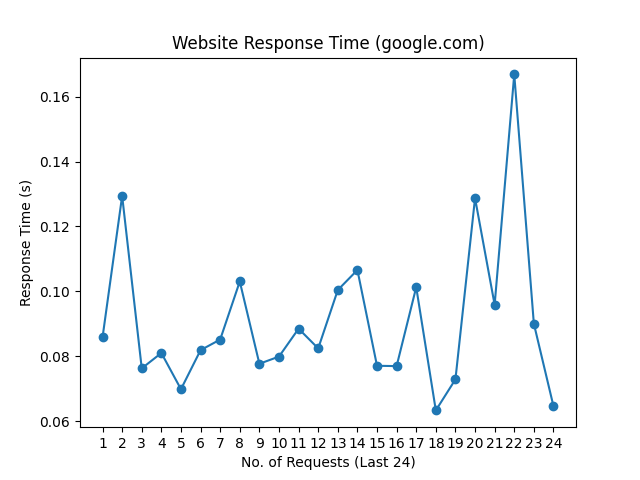 Website Response Time (google.com)
0.16
0.14
0.12
0.10
0.08
0.06
Response Time (s)
1 2 3 4 5 6 7 8 9 10 11 12 13 14 15 16 17 18 19 20 21 22 23 24
No. of Requests (Last 24)